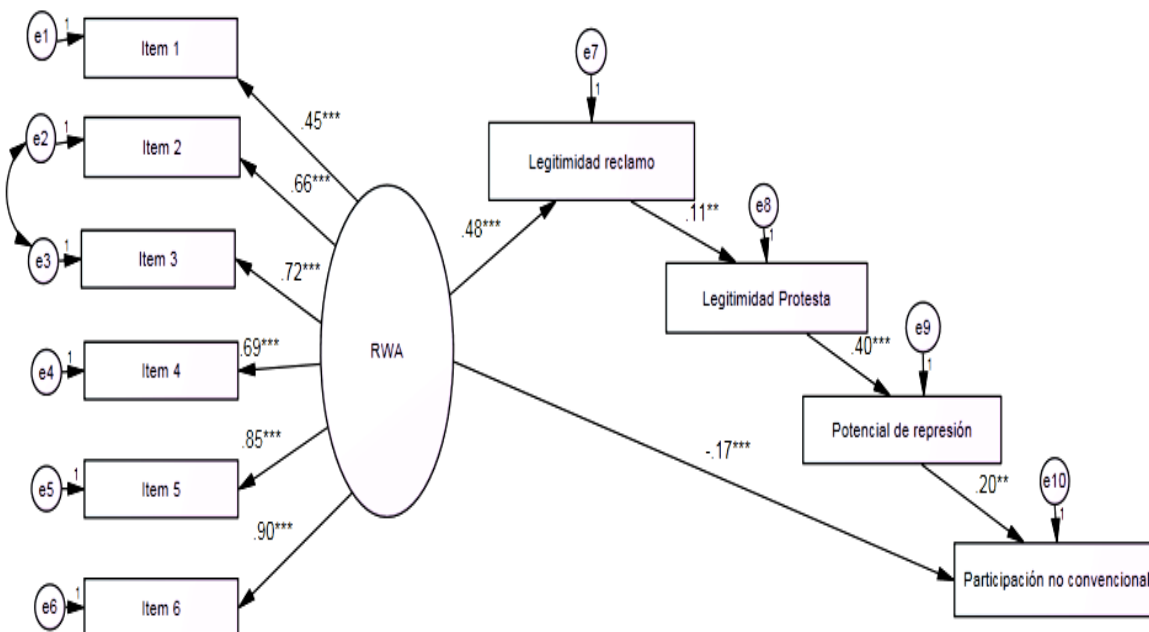 e1
1
Item 1
e2
1
Item 2
e3
1
Item 3
e4
1
Item 4
e5
1
Item 5
e6
1
Item 6
.45***
.66***
.72***
.69***
.85***
.90***
RWA
.48***
-.17***
e7
1
Legitimidad reclamo
.11**
e8
1
Legitimidad Protesta
.40***
e9
1
Potencial de represión
.20**
e10
1
Participación no convencional